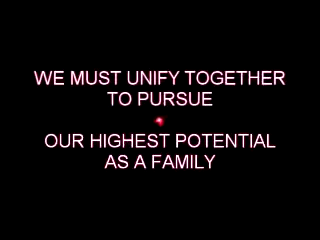 WE MUST UNIFY TOGETHER
TO PURSUE
OUR HIGHEST POTENTIAL
AS A FAMILY